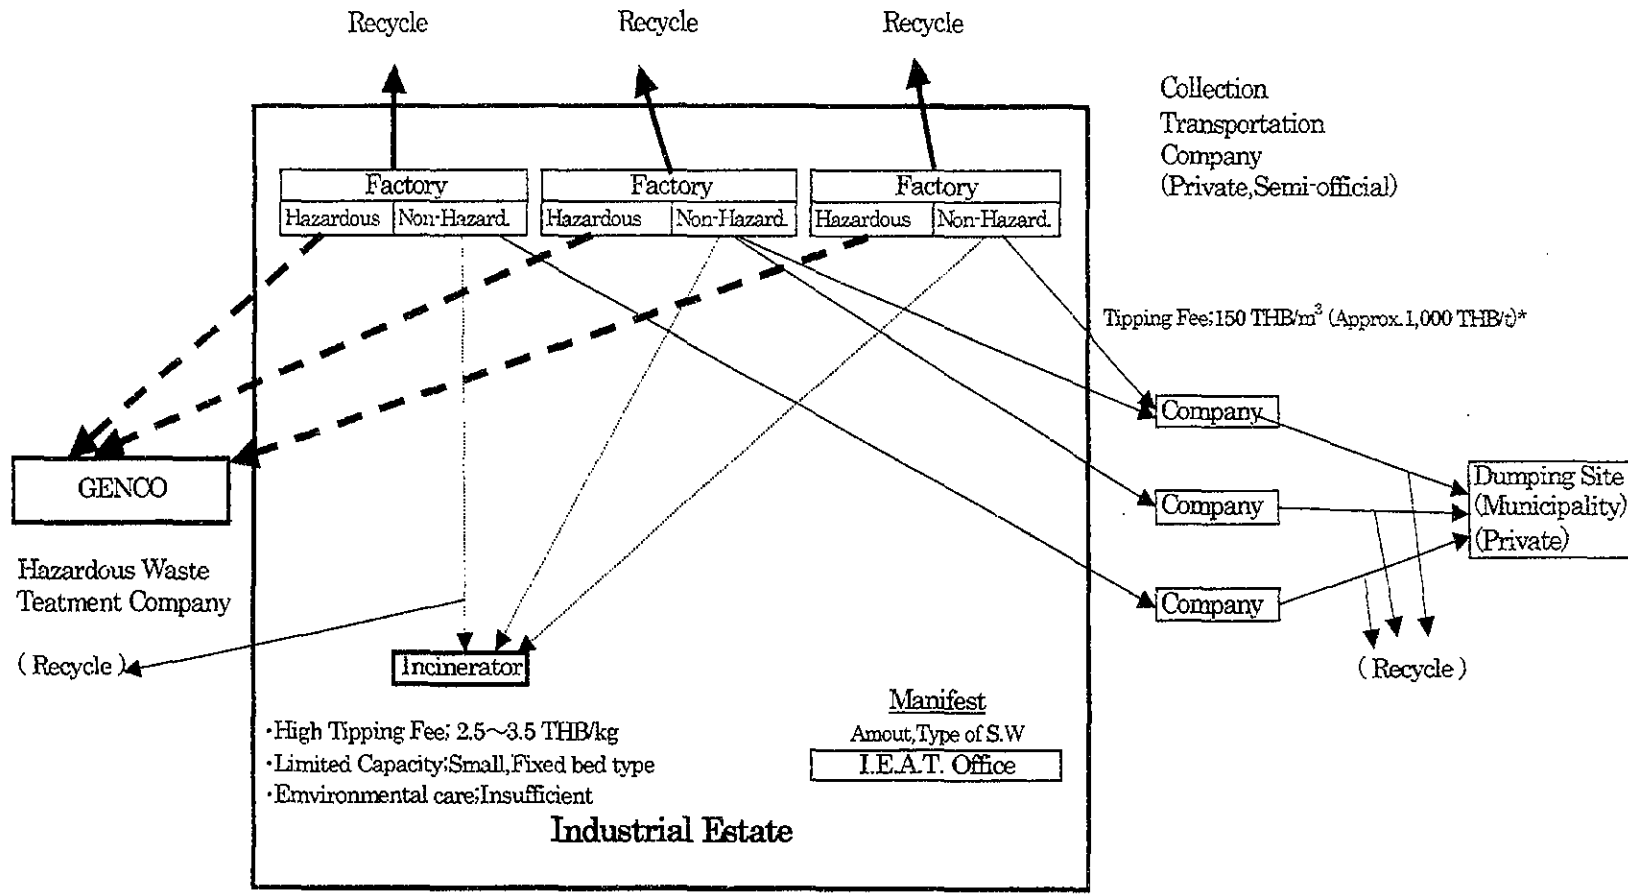 Recycle
Recycle
Recycle
Collection
Transportation
Company
(Private,Semi-official)
Factory
Hazardous
Non-Hazard.
Factory
Hazardous
Non-Hazard.
Factory
Hazardous
Non-Hazard.
Tipping Fee;150 THB/m³ (Approx.1,000 THB/t)*
Company
Company
Company
Dumping Site
(Municipality)
(Private)
( Recycle )
GENCO
Hazardous Waste
Teatment Company
( Recycle )
Incinerator
・High Tipping Fee; 2.5～3.5 THB/kg
・Limited Capacity;Small,Fixed bed type
・Emvironmental care;Insufficient
Manifest
Amout,Type of S.W
I.E.A.T. Office
Industrial Estate